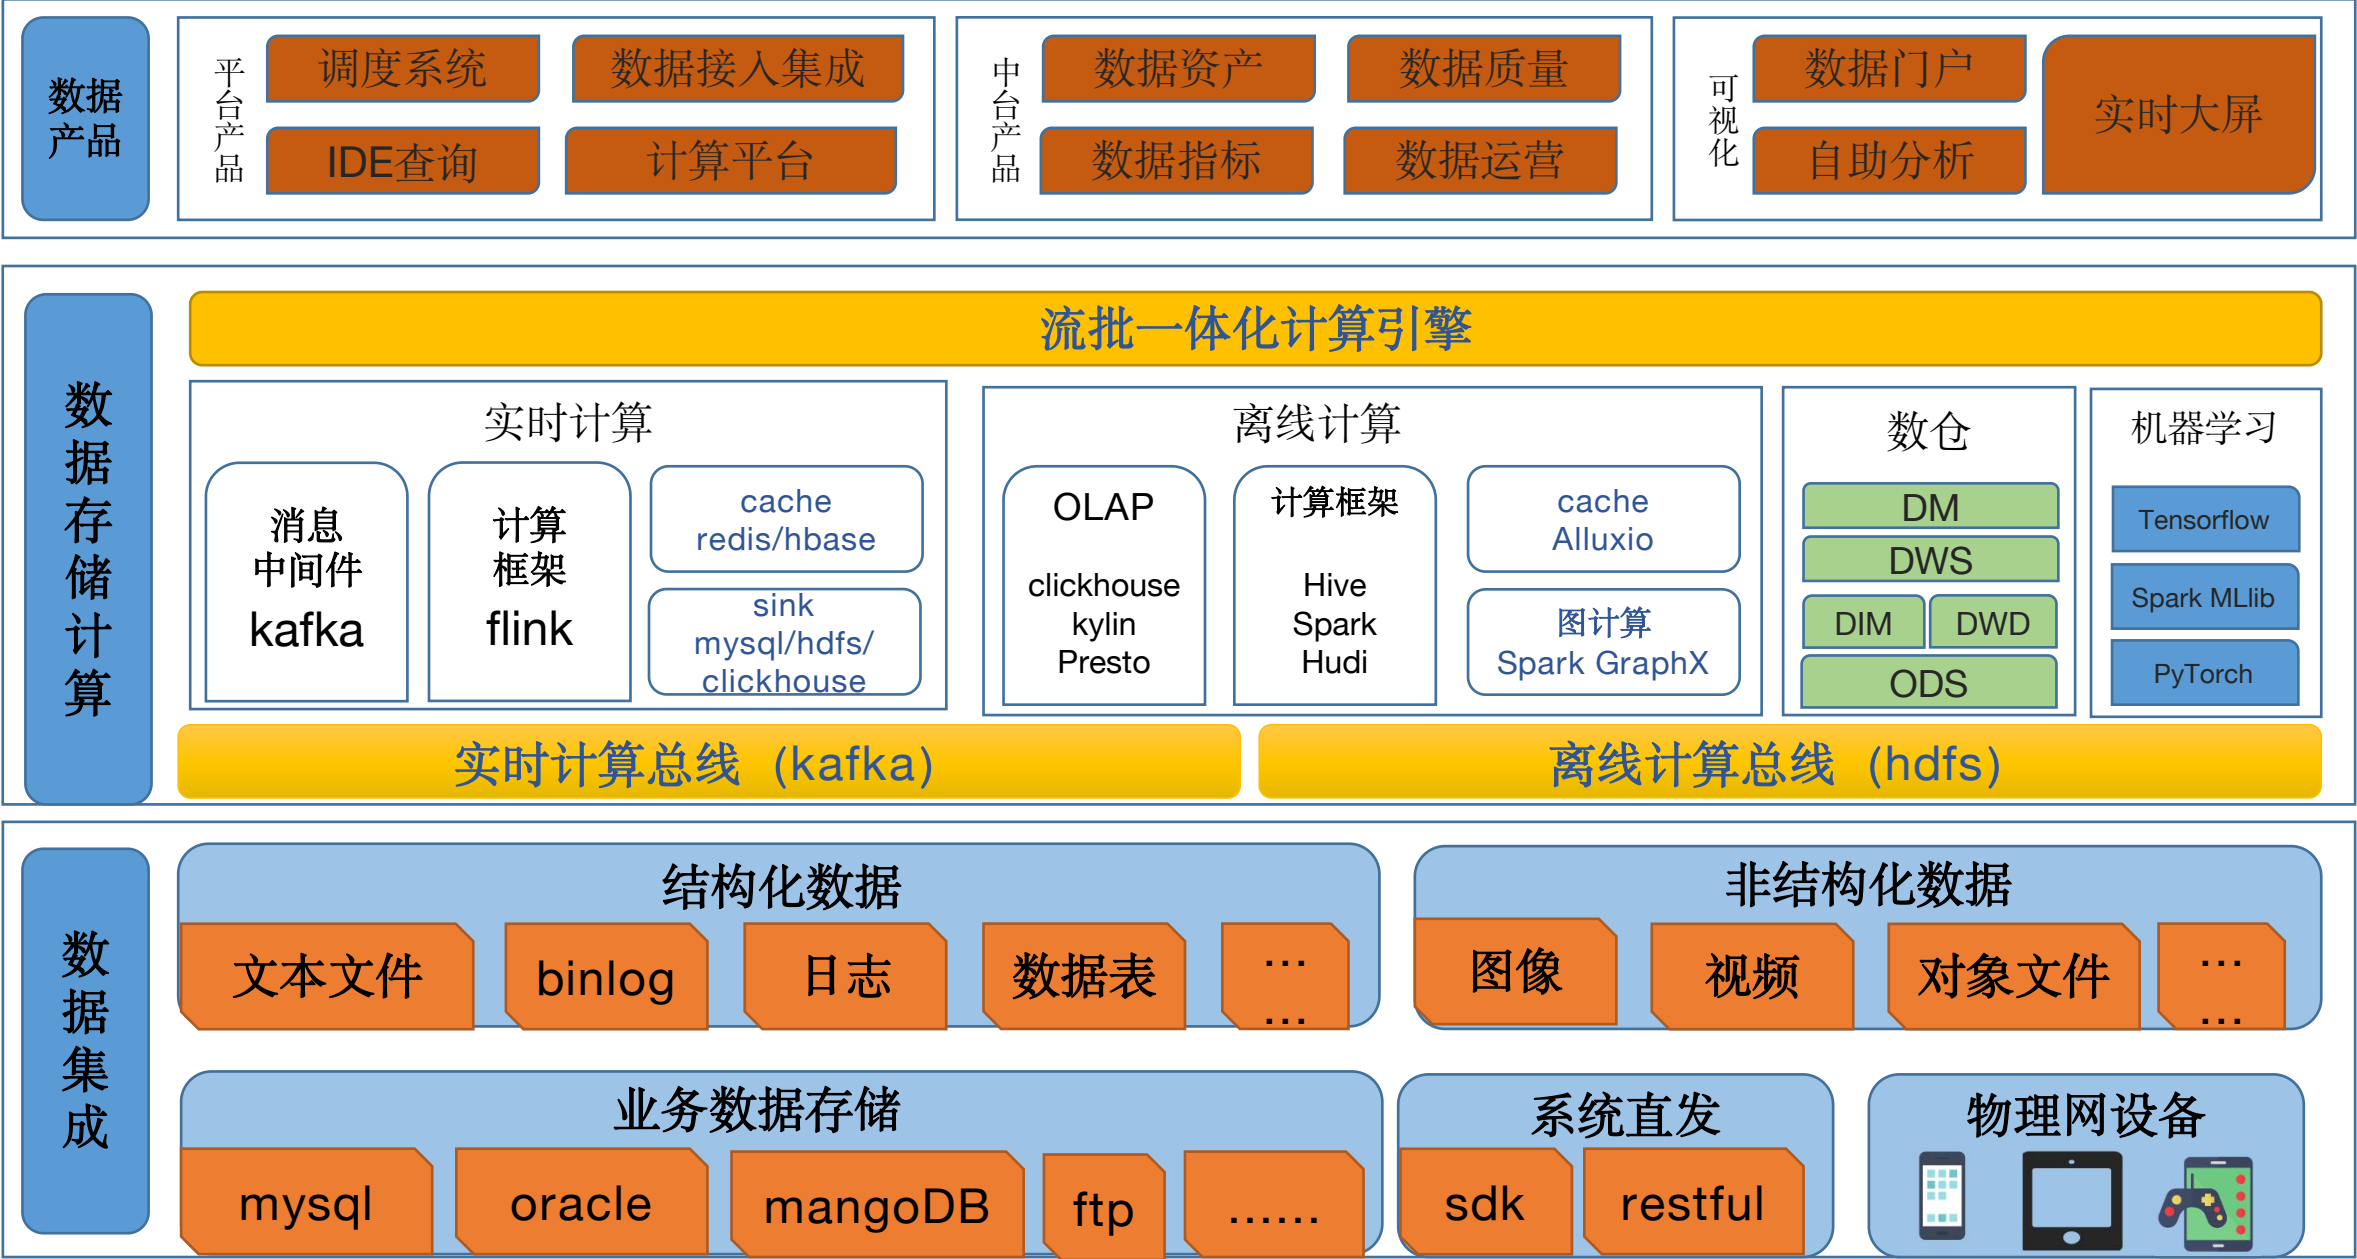 数据
产品
平台产品
调度系统
数据接入集成
IDE查询
计算平台
中台产品
数据资产
数据质量
数据指标
数据运营
可视化
数据门户
自助分析
实时大屏
数据存储计算
流批一体化计算引擎
实时计算
消息
中间件
kafka
计算
框架
flink
cache
redis/hbase
sink
mysql/hdfs/
clickhouse
离线计算
OLAP
clickhouse
kylin
Presto
计算框架
Hive
Spark
Hudi
cache
Alluxio
图计算
Spark GraphX
数仓
DM
DWS
DIM
DWD
ODS
机器学习
Tensorflow
Spark MLlib
PyTorch
实时计算总线（kafka）
离线计算总线（hdfs）
数据集成
结构化数据
文本文件
binlog
日志
数据表
...
...
非结构化数据
图像
视频
对象文件
...
...
业务数据存储
mysql
oracle
mangoDB
ftp
......
系统直发
sdk
restful
物理网设备